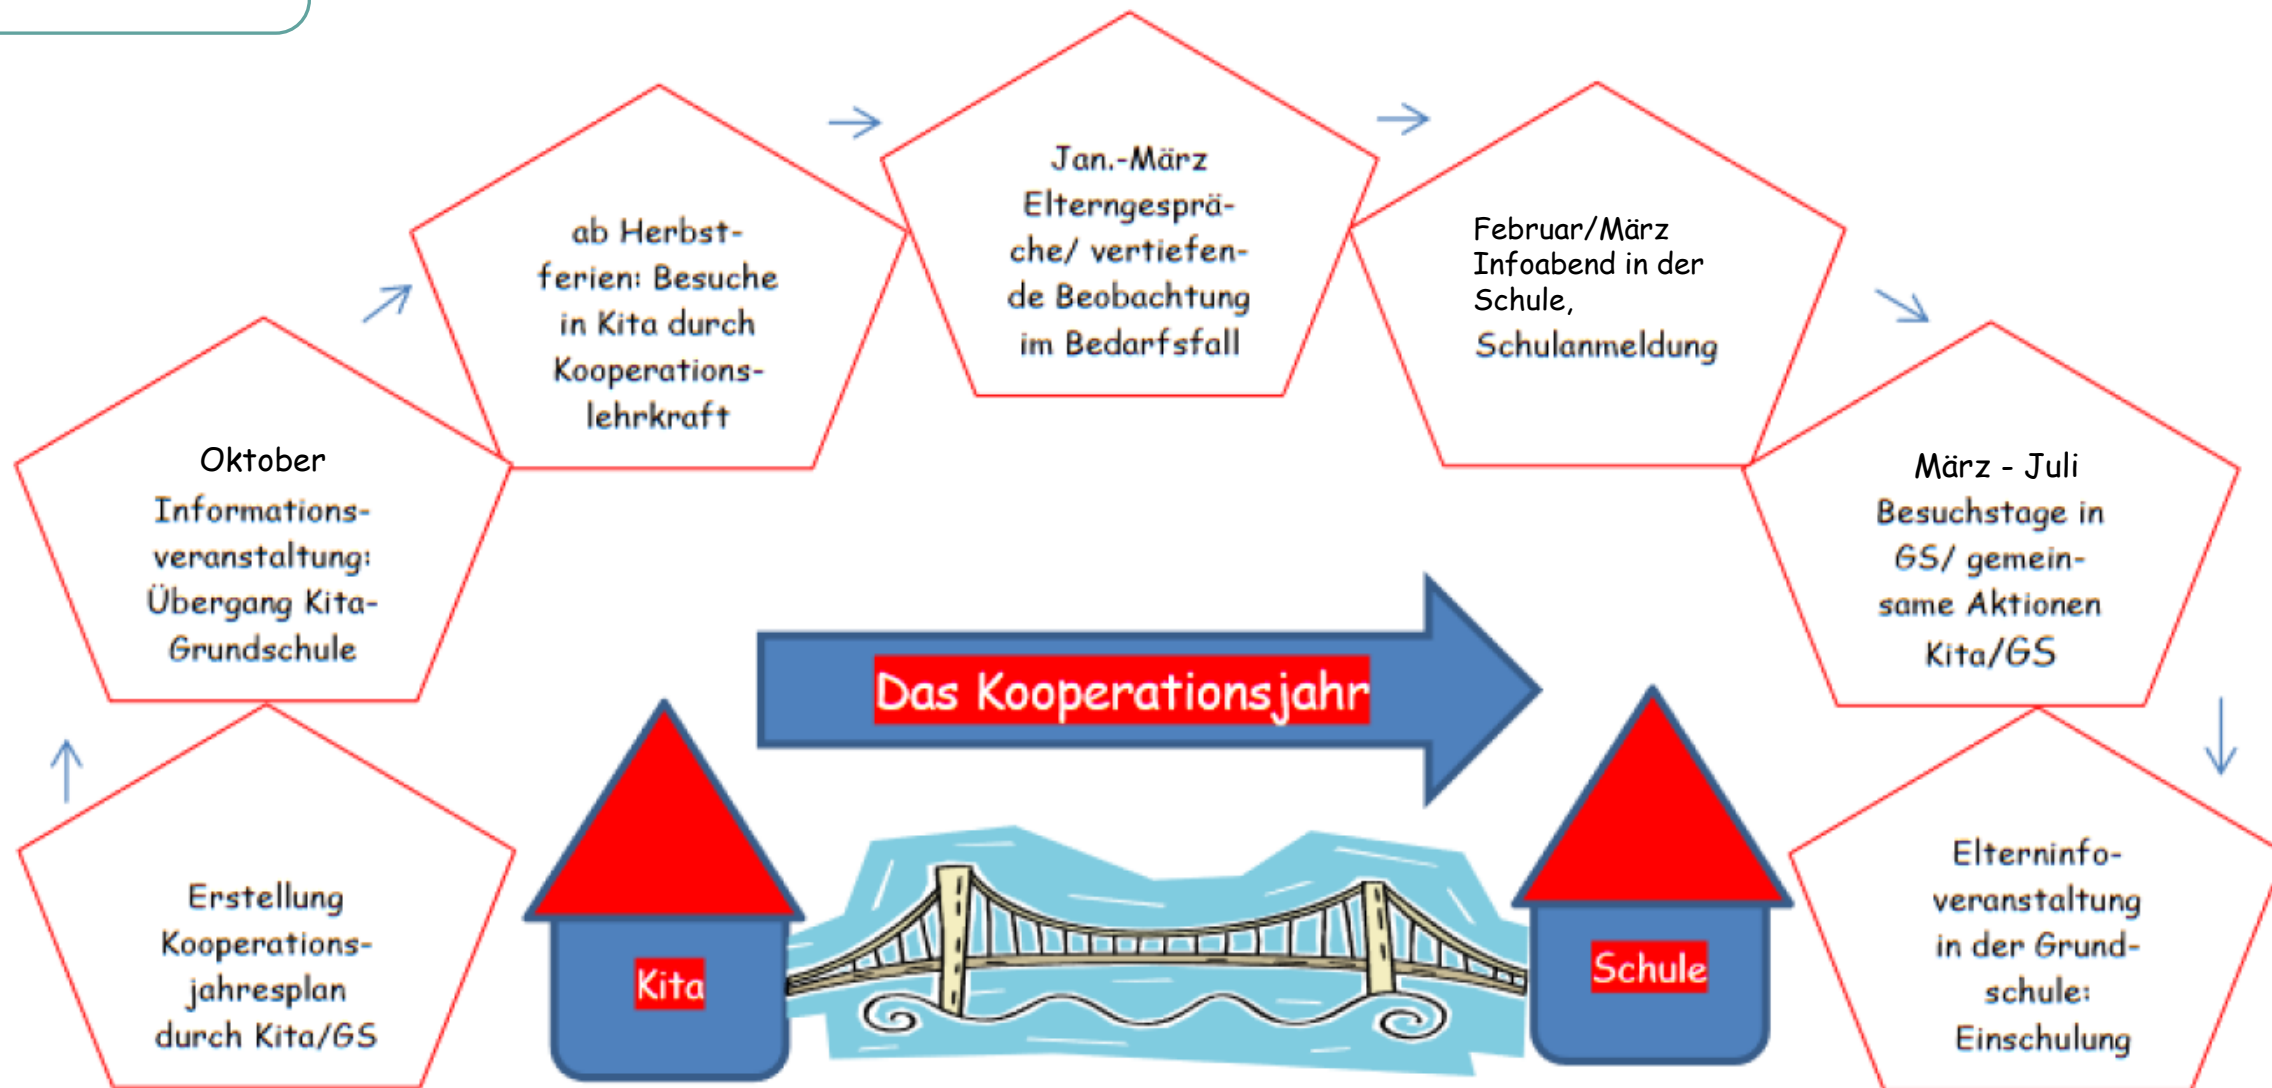 Erstellung
Kooperations-
jahresplan
durch Kita/GS
Oktober
Informations-
veranstaltung:
Übergang Kita-
Grundschule
ab Herbst-
ferien: Besuche
in Kita durch
Kooperations-
lehrkraft
Jan.-März
Elterngesprä-
che/ vertiefen-
de Beobachtung
im Bedarfsfall
Februar/März
Infoabend in der
Schule,
Schulanmeldung
März - Juli
Besuchstage in
GS/ gemein-
same Aktionen
Kita/GS
Elterninfo-
veranstaltung
in der Grund-
schule:
Einschulung
Das Kooperationsjahr
Kita
Schule